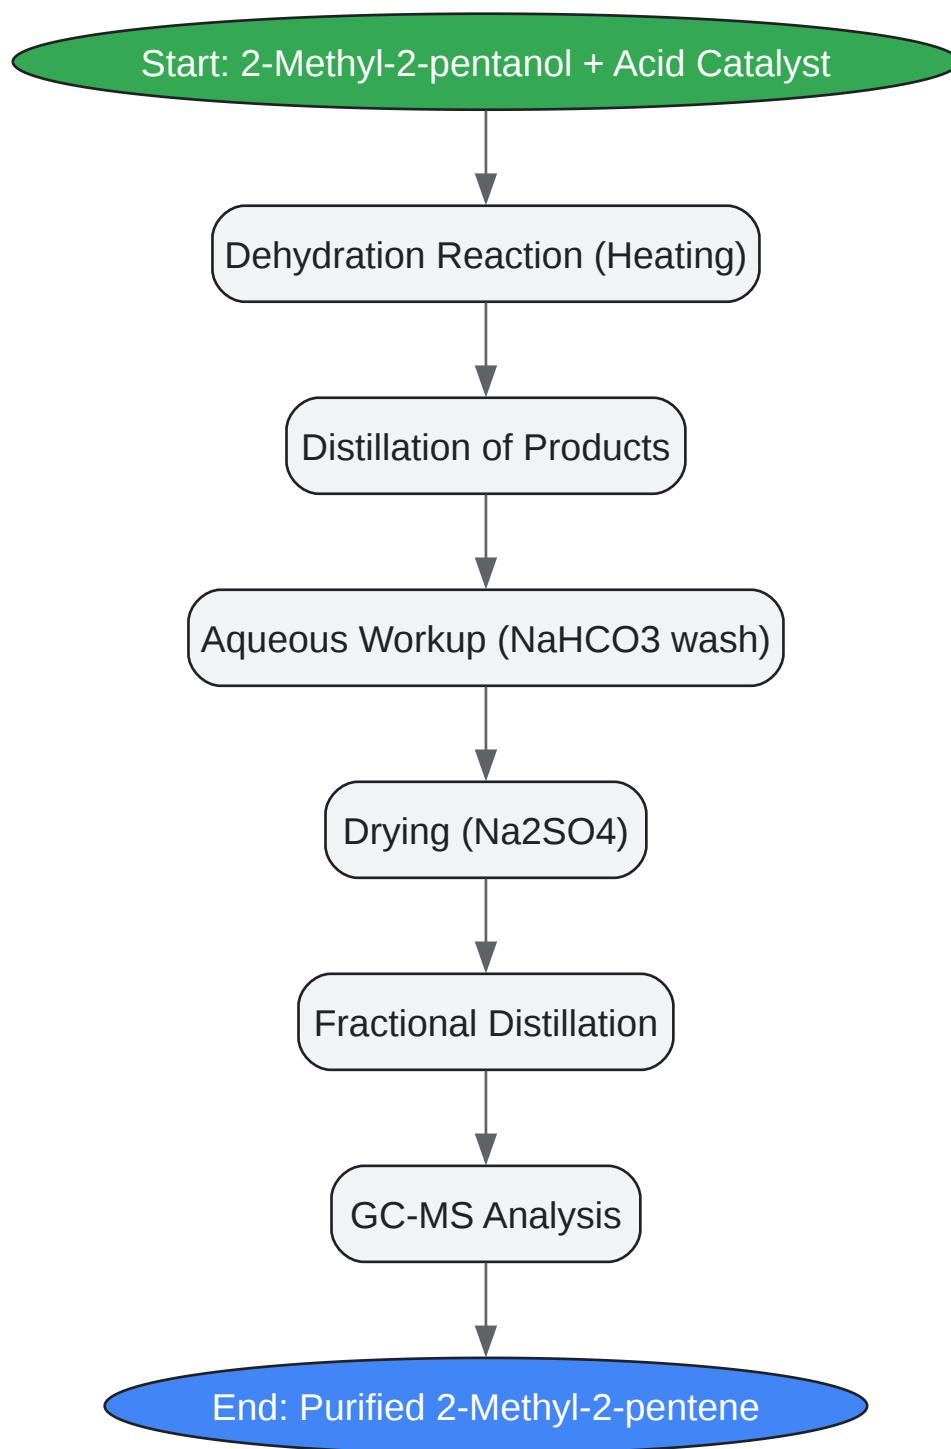 Start: 2-Methyl-2-pentanol + Acid Catalyst
Dehydration Reaction (Heating)
Distillation of Products
Aqueous Workup (NaHCO3 wash)
Drying (Na2SO4)
Fractional Distillation
GC-MS Analysis
End: Purified 2-Methyl-2-pentene